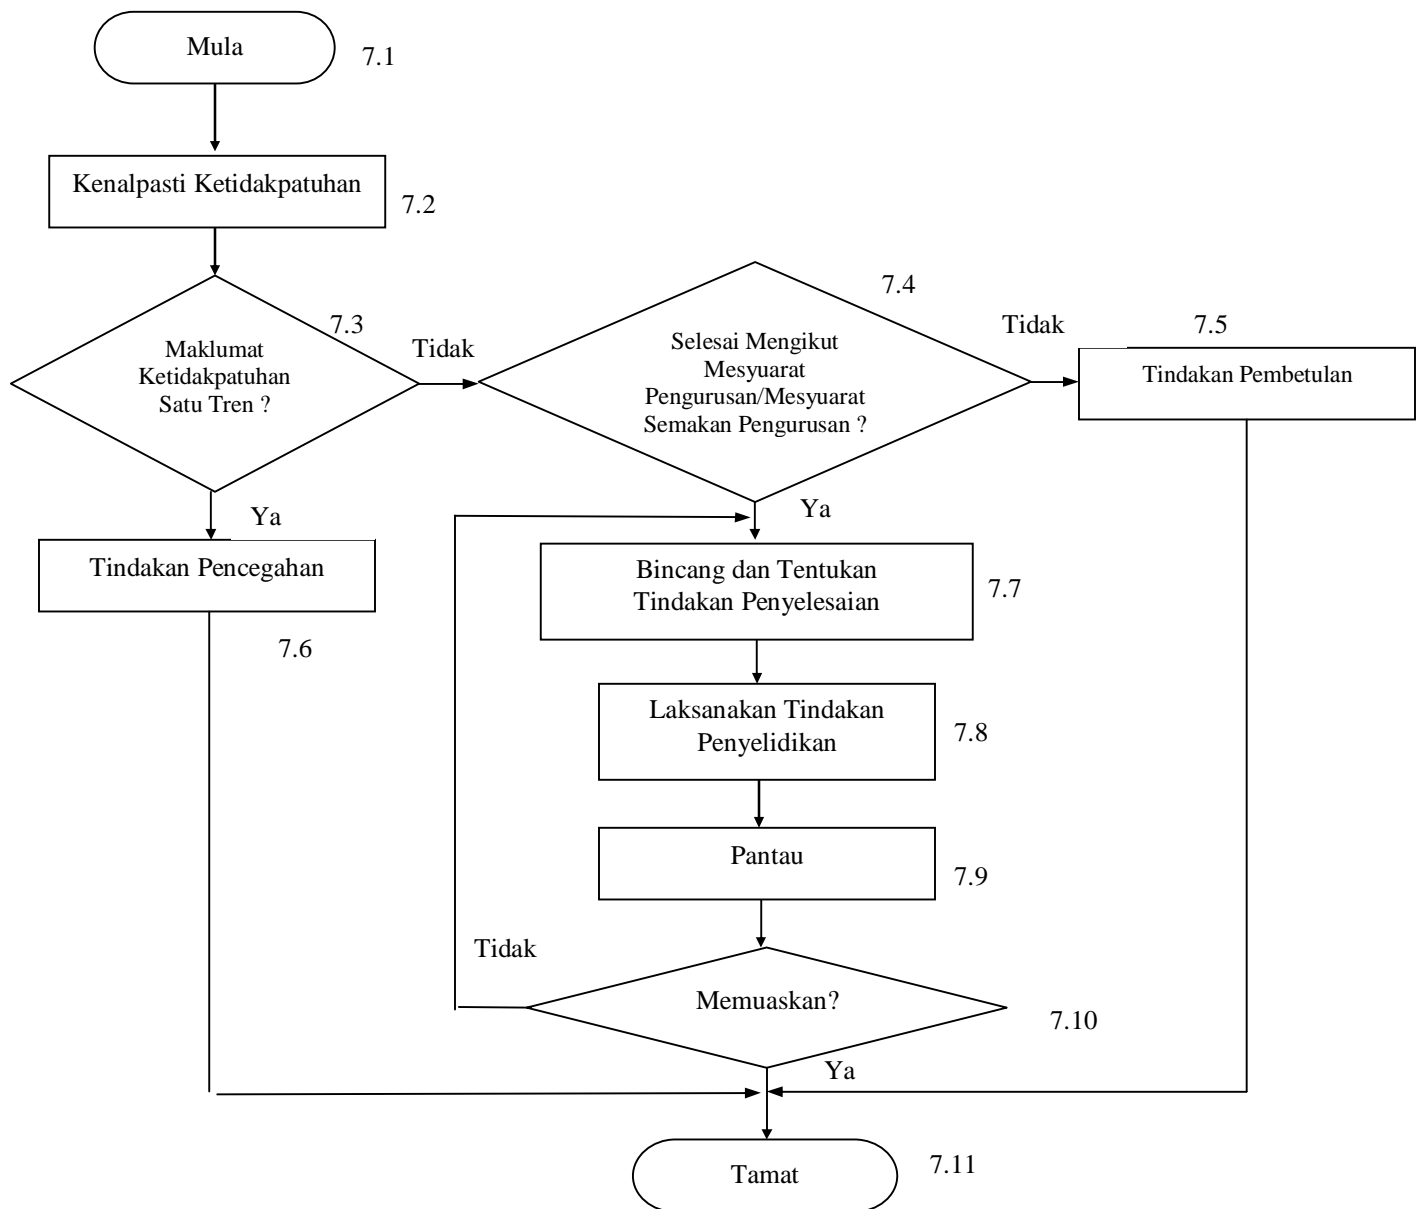 Mula
7.1
Kenalpasti Ketidakpatuhan
7.2
7.3
Maklumat
Ketidakpatuhan
Satu Tren ?
Tidak
7.4
Selesai Mengikut
Mesyuarat
Pengurusan/Mesyuarat
Semakan Pengurusan ?
Tidak
7.5
Tindakan Pembetulan
Ya
Tindakan Pencegahan
7.6
Ya
Bincang dan Tentukan
Tindakan Penyelesaian
7.7
Laksanakan Tindakan
Penyelidikan
7.8
Pantau
7.9
Tidak
Memuaskan?
7.10
Ya
Tamat
7.11